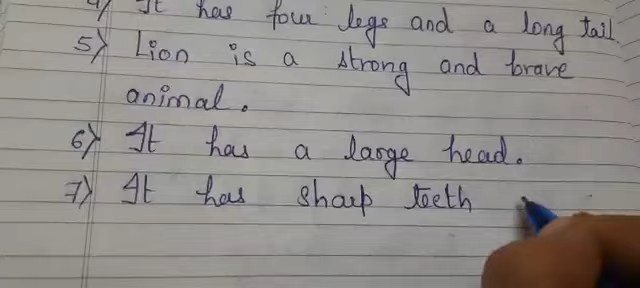 4) It has four legs and a long tail.
5) Lion is a strong and brave
animal.
6) It has a large head.
7) It has sharp teeth